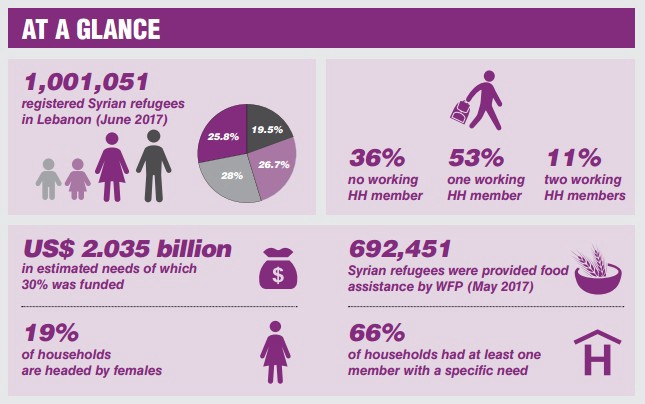 AT A GLANCE
1,001,051
registered Syrian refugees
in Lebanon (June 2017)
25.8%
19.5%
26.7%
28%
36%
no working
HH member
53%
one working
HH member
11%
two working
HH members
US$ 2.035 billion
in estimated needs of which
30% was funded
$
692,451
Syrian refugees were provided food
assistance by WFP (May 2017)
19%
of households
are headed by females
66%
of households had at least one
member with a specific need
H